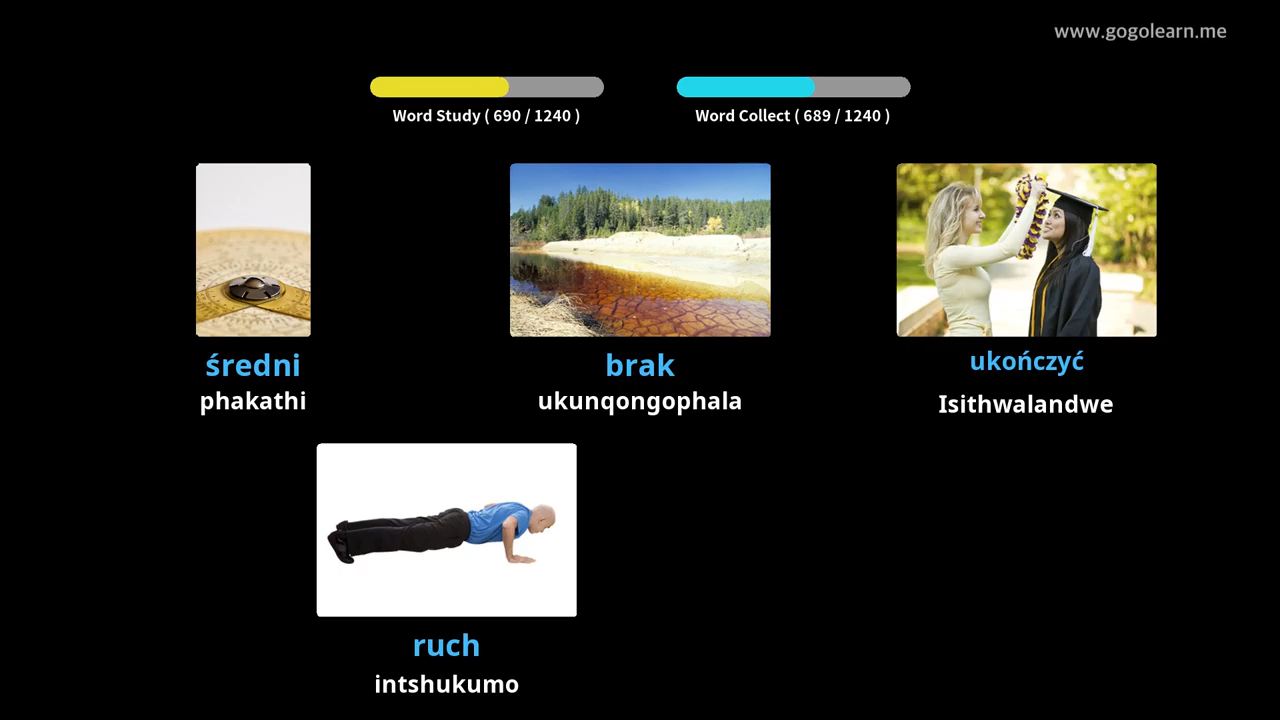 www.gogolearn.me
Word Study ( 690 / 1240 )
Word Collect ( 689 / 1240 )
średni
phakathi
brak
ukunqongophala
ukończyć
Isithwalandwe
ruch
intshukumo